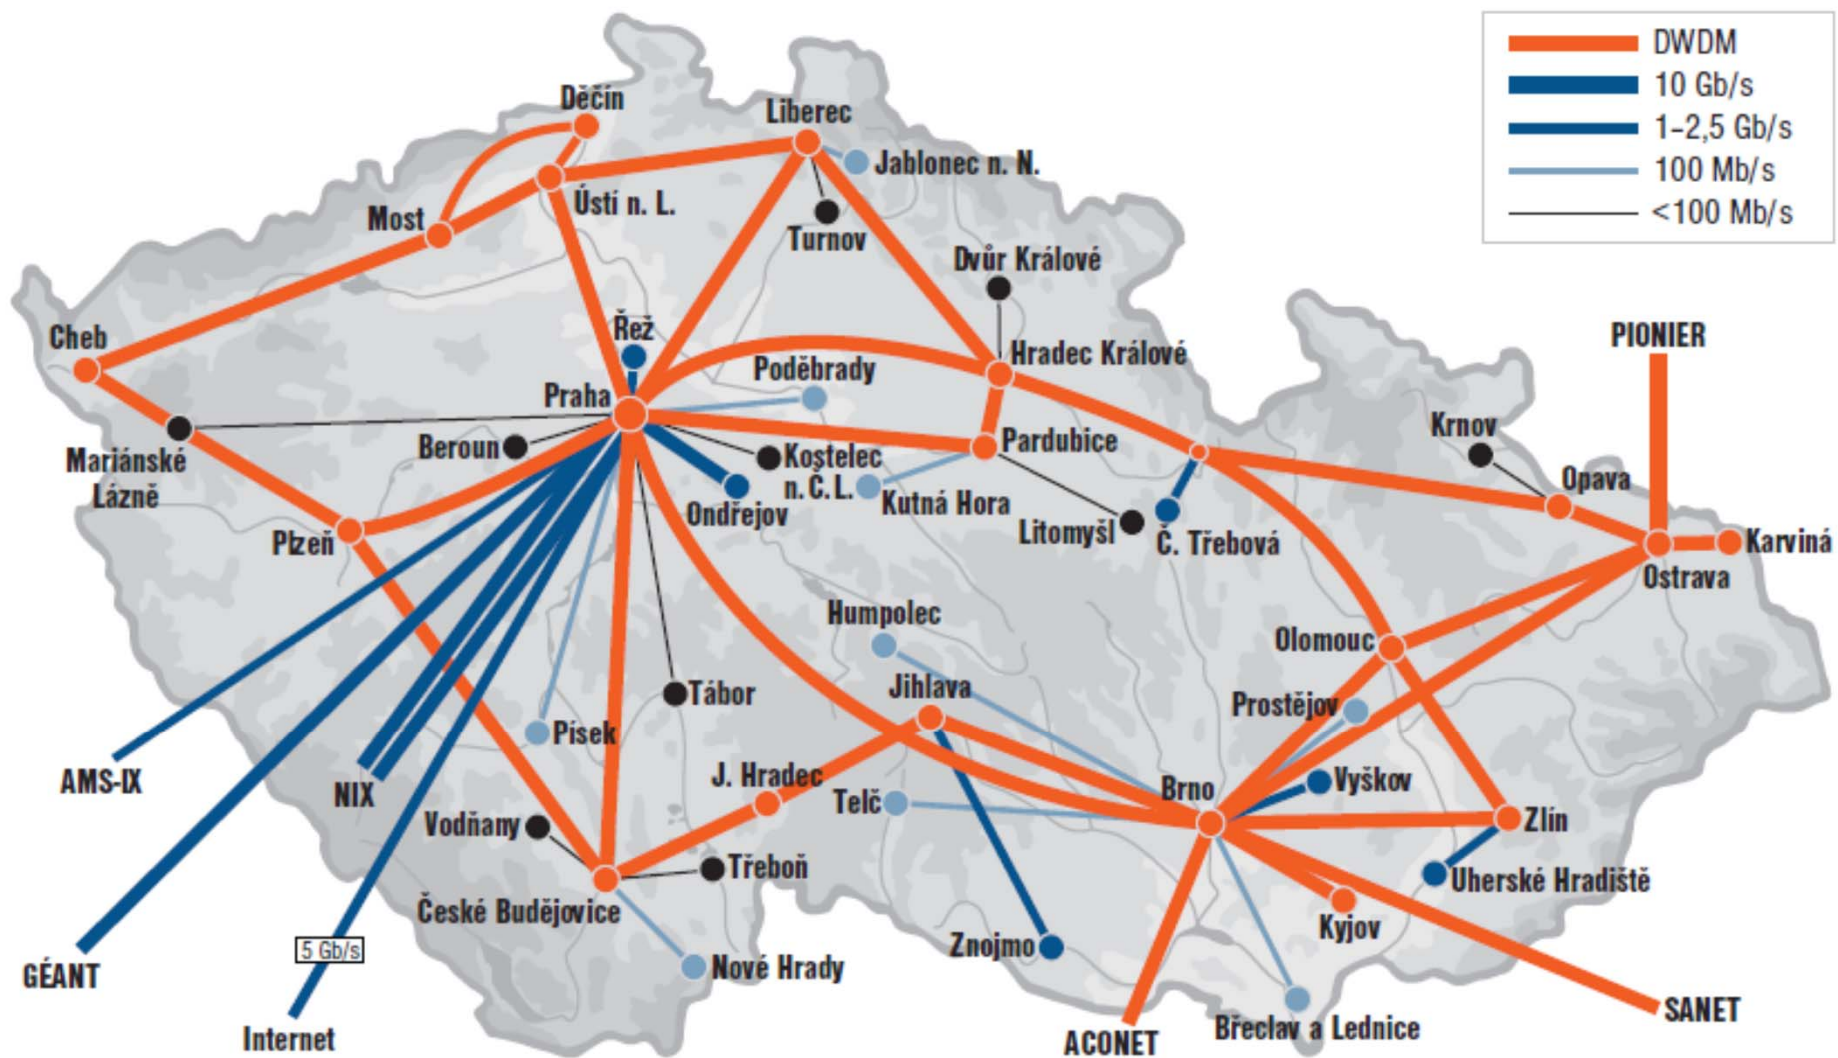 DWDM
10 Gb/s
1–2,5 Gb/s
100 Mb/s
<100 Mb/s
Děčín
Liberec
Jablonec n. N.
Ústí n. L.
Most
Turnov
Dvůr Králové
Cheb
Řež
Hradec Králové
PIONIER
Poděbrady
Praha
Mariánské
Lázně
Beroun
Kostelec
n. Č. L.
Pardubice
Krnov
Opava
Kutná Hora
Ondřejov
Plzeň
Litomyšl
Č. Třebová
Karviná
Ostrava
Humpolec
Olomouc
Jihlava
Tábor
Prostějov
Písek
AMS-IX
NIX
J. Hradec
Telč
Brno
Vyškov
Vodňany
Zlín
Třeboň
Uherské Hradiště
České Budějovice
Kyjov
Znojmo
5 Gb/s
GÉANT
Nové Hrady
SANET
Internet
ACONET
Břeclav a Lednice